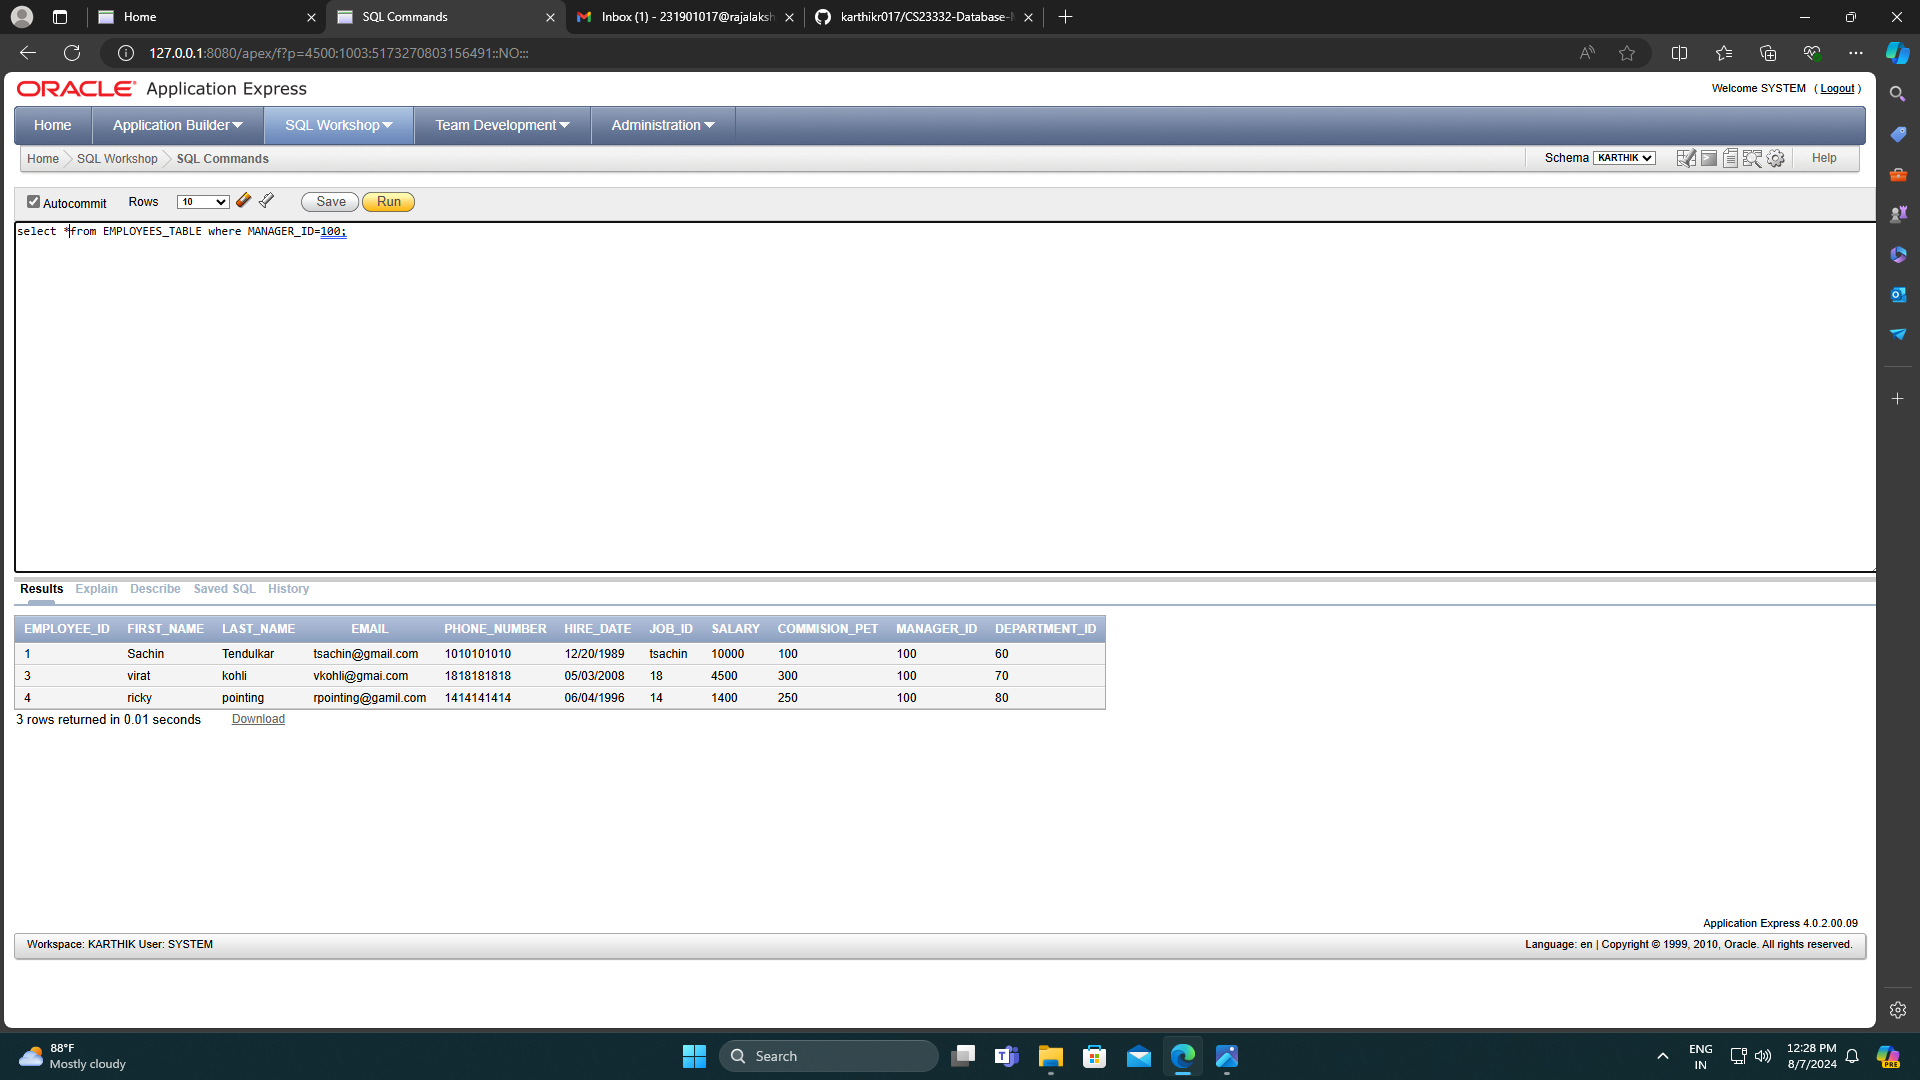 Home
SQL Commands
Inbox (1) - 231901017@rajalaksh
karthikr017/CS23332-Database-
127.0.0.1:8080/apex/f?p=4500:1003:5173270803156491::NO:::
ORACLE Application Express
Welcome SYSTEM ( Logout )
Home
Application Builder
SQL Workshop
Team Development
Administration
Home
SQL Workshop
SQL Commands
Schema KARTHIK
Help
Autocommit
Rows
10
Save
Run
select *from EMPLOYEES_TABLE where MANAGER_ID=100;
Results Explain Describe Saved SQL History
EMPLOYEE_ID FIRST_NAME LAST_NAME EMAIL PHONE_NUMBER HIRE_DATE JOB_ID SALARY COMMISION_PET MANAGER_ID DEPARTMENT_ID
1 Sachin Tendulkar tsachin@gmail.com 1010101010 12/20/1989 tsachin 10000 100 100 60
3 virat kohli vkohli@gmai.com 1818181818 05/03/2008 18 4500 300 100 70
4 ricky pointing rpointing@gamil.com 1414141414 06/04/1996 14 1400 250 100 80
3 rows returned in 0.01 seconds Download
Application Express 4.0.2.00.09
Workspace: KARTHIK User: SYSTEM
Language: en | Copyright © 1999, 2010, Oracle. All rights reserved.
88°F
Mostly cloudy
Search
ENG
IN
12:28 PM
8/7/2024
PRE